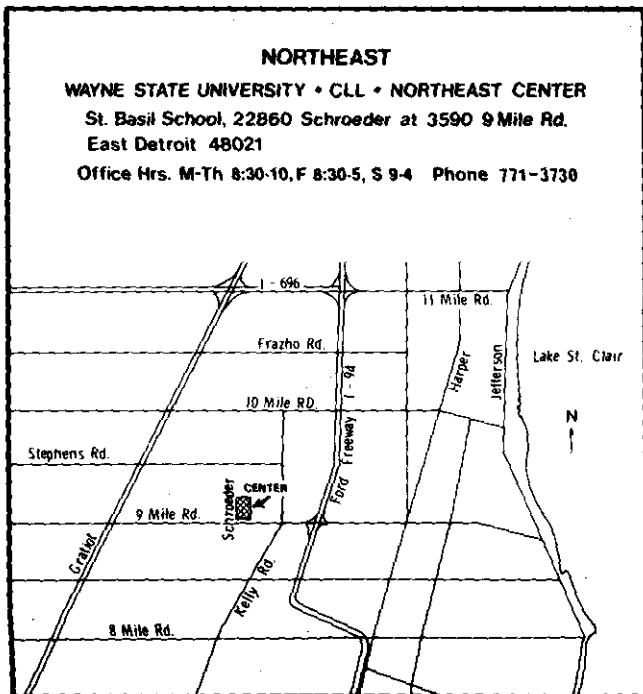 NORTHEAST
WAYNE STATE UNIVERSITY • CLL • NORTHEAST CENTER
St. Basil School, 22860 Schroeder at 3590 9 Mile Rd.
East Detroit 48021
Office Hrs. M-Th 8:30-10, F 8:30-5, S 9-4 Phone 771-3730
I - 696
11 Mile Rd.
Frazho Rd.
Harper
Jefferson
Lake St. Clair
I - 94
10 Mile RD.
N
Freeway
Stephens Rd.
Ford
Schroeder
CENTER
9 Mile Rd.
Gratiot
Kelly Rd.
8 Mile Rd.